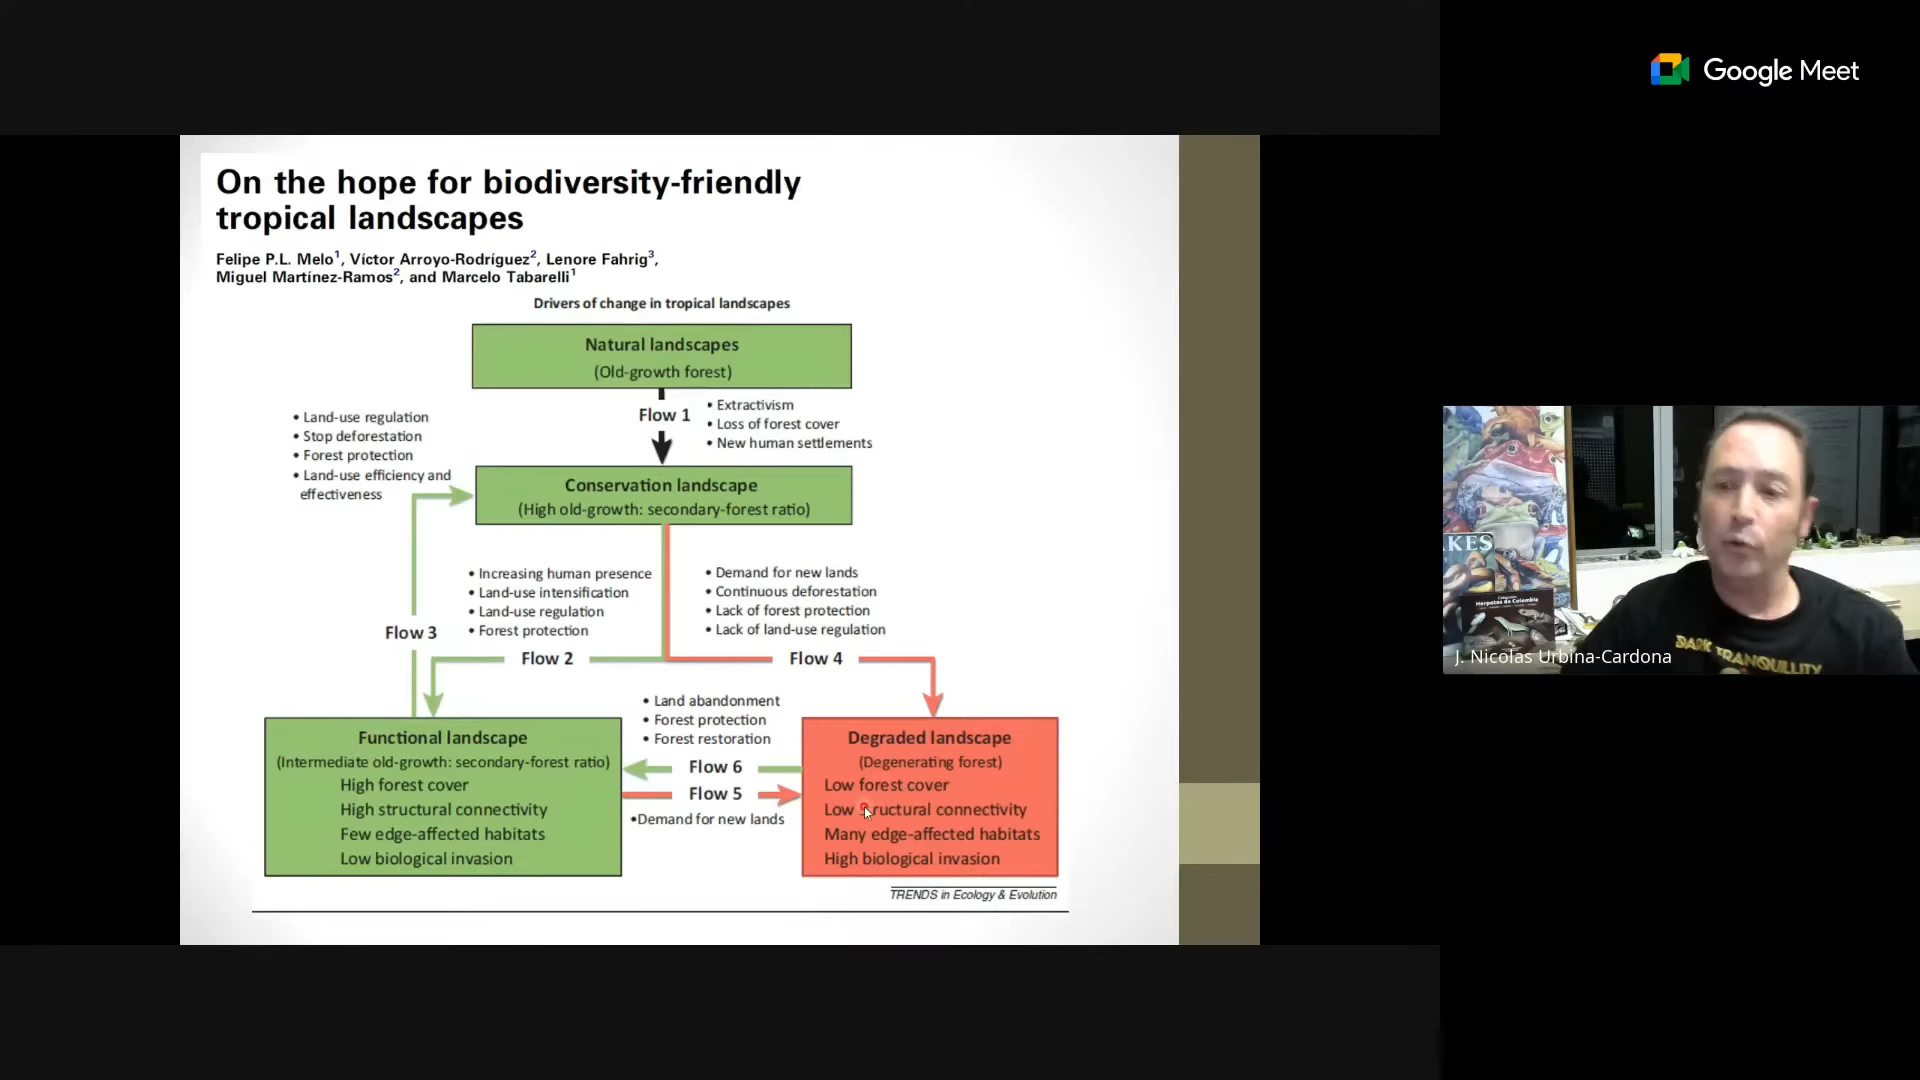 Google Meet
On the hope for biodiversity-friendly
tropical landscapes
Felipe P.L. Melo1, Víctor Arroyo-Rodríguez2, Lenore Fahrig3,
Miguel Martínez-Ramos2, and Marcelo Tabarelli1
Drivers of change in tropical landscapes
Natural landscapes
(Old-growth forest)
Flow 1
• Extractivism
• Loss of forest cover
• New human settlements
• Land-use regulation
• Stop deforestation
• Forest protection
• Land-use efficiency and
effectiveness
Conservation landscape
(High old-growth: secondary-forest ratio)
• Increasing human presence
• Land-use intensification
• Land-use regulation
• Forest protection
• Demand for new lands
• Continuous deforestation
• Lack of forest protection
• Lack of land-use regulation
Flow 3
Flow 2
Flow 4
• Land abandonment
• Forest protection
• Forest restoration
Functional landscape
(Intermediate old-growth: secondary-forest ratio)
High forest cover
High structural connectivity
Few edge-affected habitats
Low biological invasion
Flow 6
Flow 5
•Demand for new lands
Degraded landscape
(Degenerating forest)
Low forest cover
Low structural connectivity
Many edge-affected habitats
High biological invasion
TRENDS in Ecology & Evolution
KES
Herpetos de Colombia
DARK TRANQUILLITY
J. Nicolas Urbina-Cardona